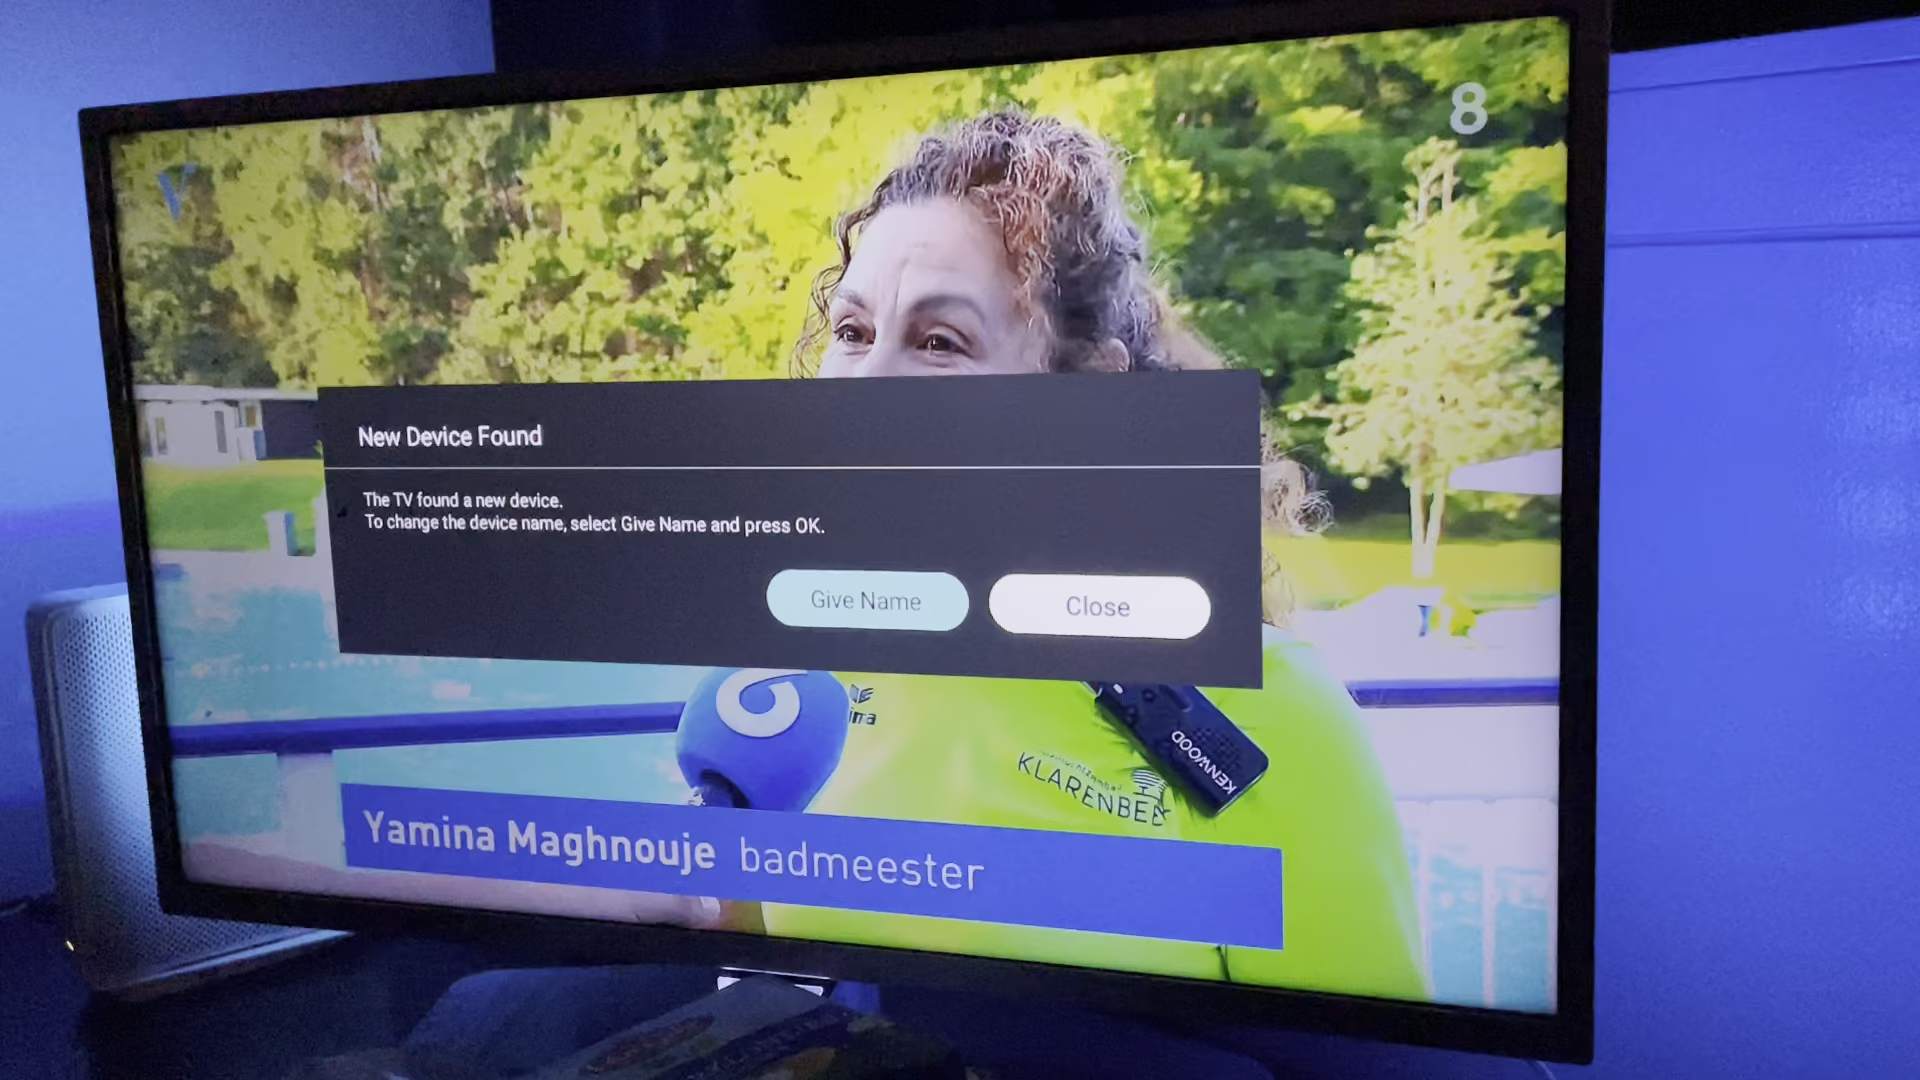 8
New Device Found
The TV found a new device.
To change the device name, select Give Name and press OK.
Give Name
Close
KENWOOD
KLARENBEEK
Yamina Maghnouje badmeester